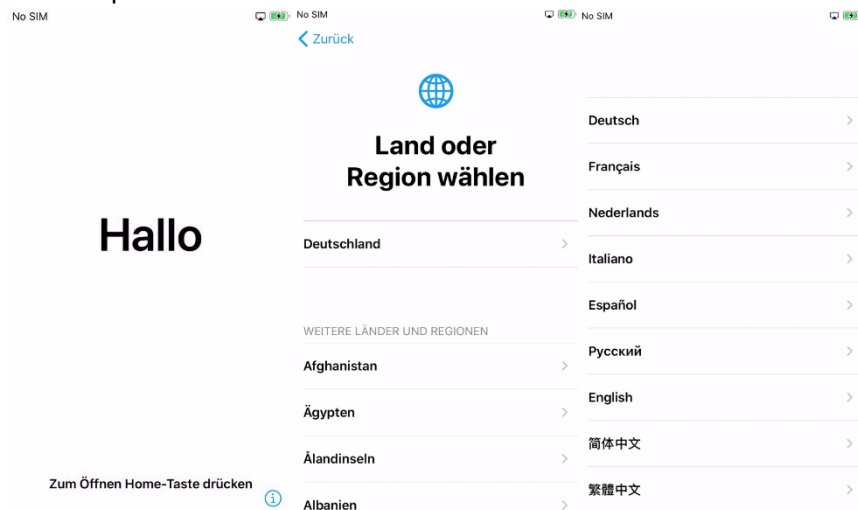 No SIM
Hallo
Zum Öffnen Home-Taste drücken
No SIM
Zurück
Land oder
Region wählen
Deutschland
WEITERE LÄNDER UND REGIONEN
Afghanistan
Ägypten
Ålandinseln
Albanien
No SIM
Deutsch
Français
Nederlands
Italiano
Español
Русский
English
简体中文
繁體中文